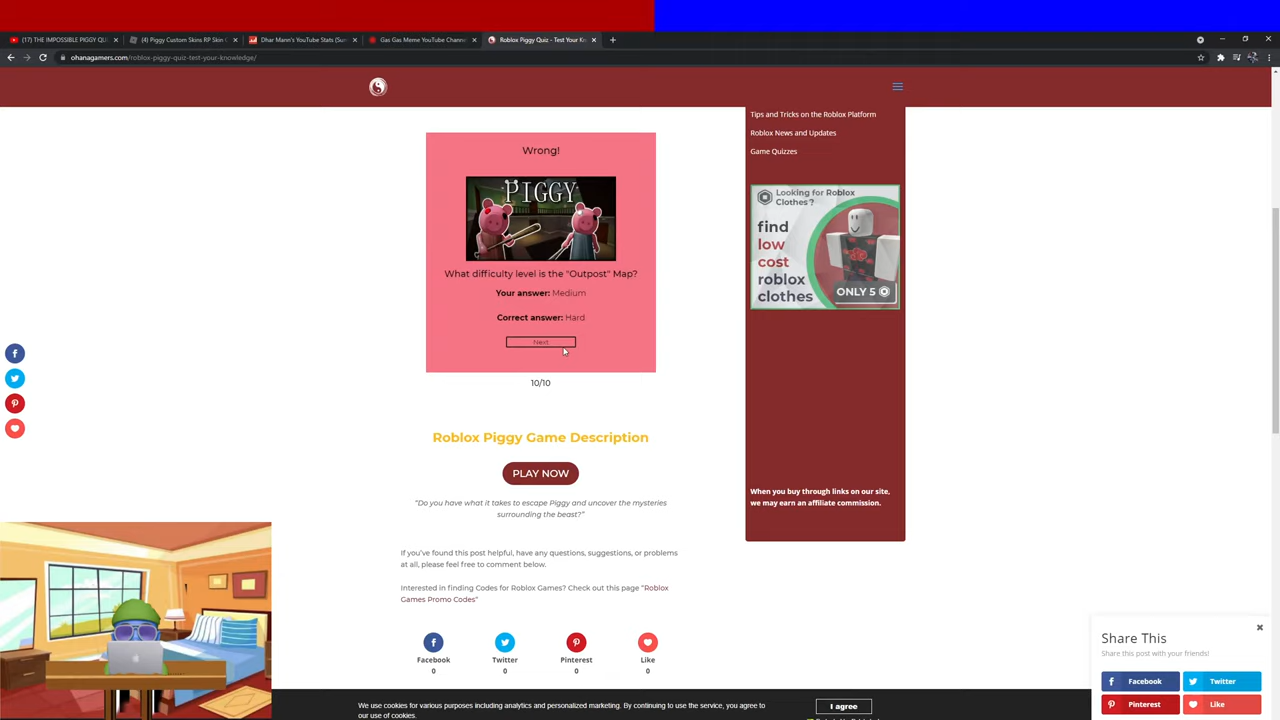 (17) THE IMPOSSIBLE PIGGY QU
(4) Piggy Custom Skins RP Skin
Dhar Mann's YouTube Stats (Su
Gas Gas Meme YouTube Channe
Roblox Piggy Quiz - Test Your K
ohanagamers.com/roblox-piggy-quiz-test-your-knowledge/
Wrong!
PIGGY
What difficulty level is the "Outpost" Map?
Your answer: Medium
Correct answer: Hard
Next
10/10
Roblox Piggy Game Description
PLAY NOW
"Do you have what it takes to escape Piggy and uncover the mysteries
surrounding the beast?"
If you've found this post helpful, have any questions, suggestions, or problems
at all, please feel free to comment below.
Interested in finding Codes for Roblox Games? Check out this page "Roblox
Games Promo Codes"
Facebook
0
Twitter
0
Pinterest
0
Like
0
Tips and Tricks on the Roblox Platform
Roblox News and Updates
Game Quizzes
Looking for Roblox
Clothes ?
find
low
cost
roblox
clothes
ONLY 5
When you buy through links on our site,
we may earn an affiliate commission.
Share This
Share this post with your friends!
Facebook
Twitter
Pinterest
Like
We use cookies for various purposes including analytics and personalized marketing. By continuing to use the service, you agree to
our use of cookies.
I agree